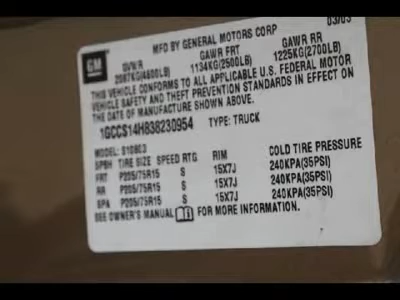 GM
MFD BY GENERAL MOTORS CORP 03/03
GVWR GAWR FRT GAWR RR
2087KG(4600LB) 1134KG(2500LB) 1225KG(2700LB)
THIS VEHICLE CONFORMS TO ALL APPLICABLE U.S. FEDERAL MOTOR
VEHICLE SAFETY AND THEFT PREVENTION STANDARDS IN EFFECT ON
THE DATE OF MANUFACTURE SHOWN ABOVE.
1GCCS14H838230954 TYPE: TRUCK
MODEL: S10803
TIRE SIZE SPEED RTG RIM COLD TIRE PRESSURE
FRT P205/75R15 S 15X7J 240KPA(35PSI)
RR P205/75R15 S 15X7J 240KPA(35PSI)
SPA P205/75R15 S 15X7J 240KPA(35PSI)
SEE OWNER'S MANUAL FOR MORE INFORMATION.